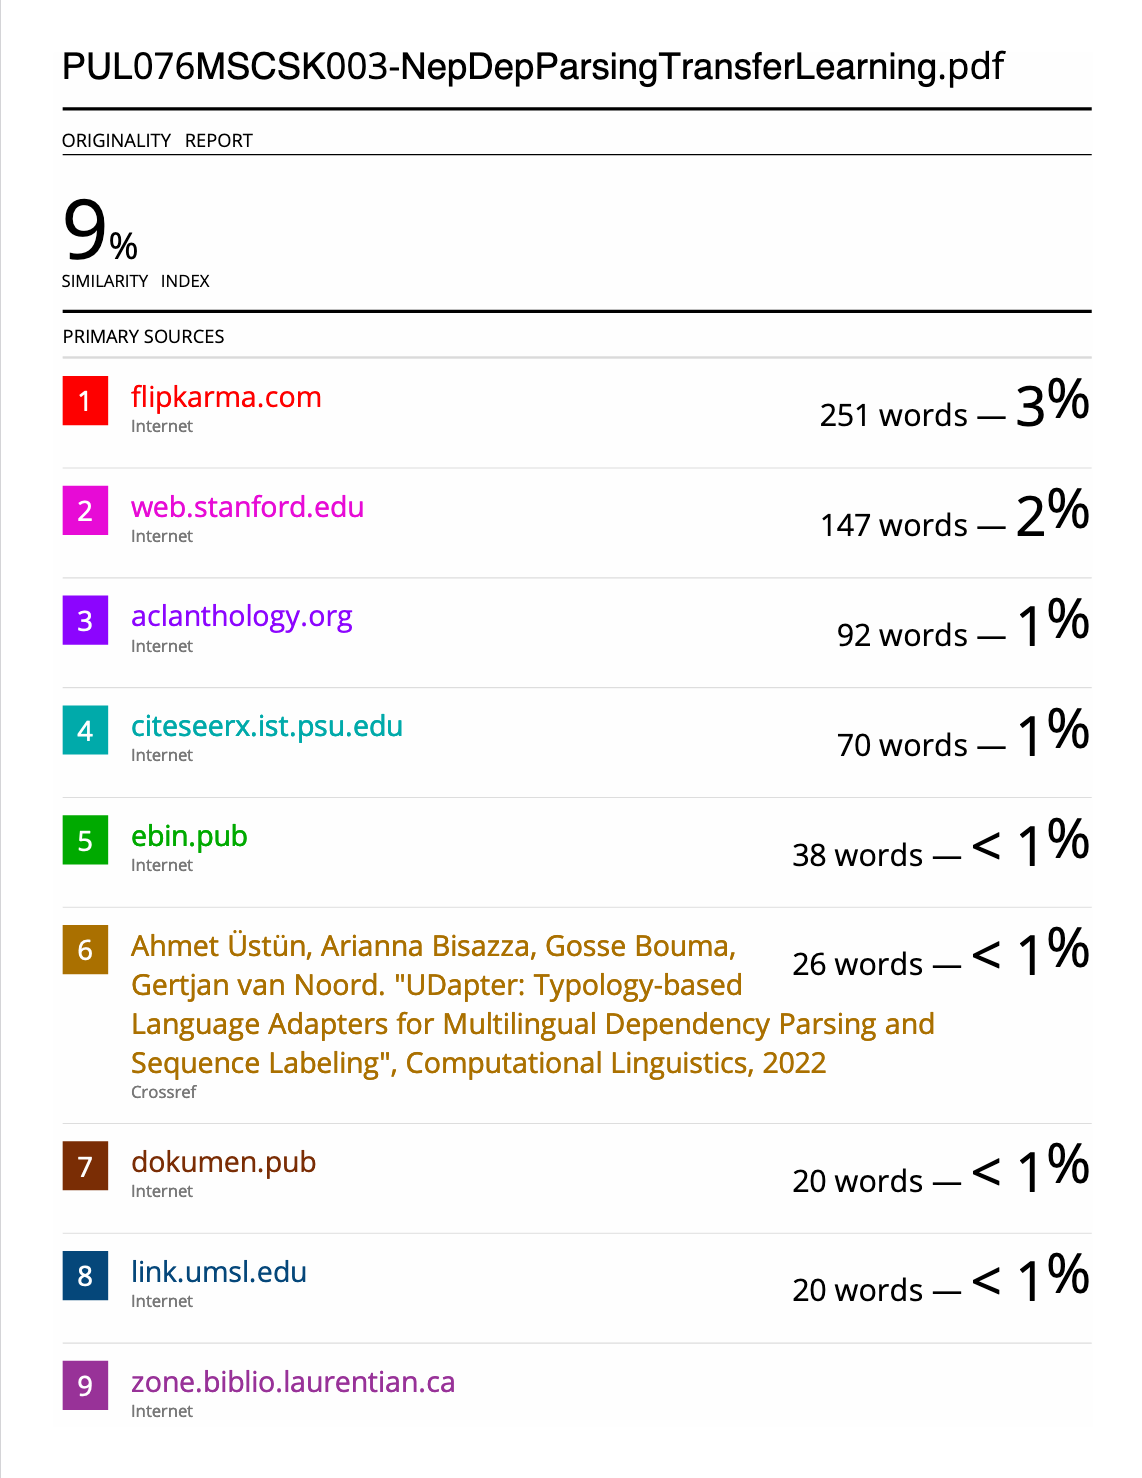 PUL076MSCSK003-NepDepParsingTransferLearning.pdf
ORIGINALITY REPORT
9%
SIMILARITY INDEX
PRIMARY SOURCES
1 flipkarma.com 251 words — 3%
Internet
2 web.stanford.edu 147 words — 2%
Internet
3 aclanthology.org 92 words — 1%
Internet
4 citeseerx.ist.psu.edu 70 words — 1%
Internet
5 ebin.pub 38 words — < 1%
Internet
6 Ahmet Üstün, Arianna Bisazza, Gosse Bouma, 26 words — < 1%
Gertjan van Noord. "UDapter: Typology-based
Language Adapters for Multilingual Dependency Parsing and
Sequence Labeling", Computational Linguistics, 2022
Crossref
7 dokumen.pub 20 words — < 1%
Internet
8 link.umsl.edu 20 words — < 1%
Internet
9 zone.biblio.laurentian.ca
Internet